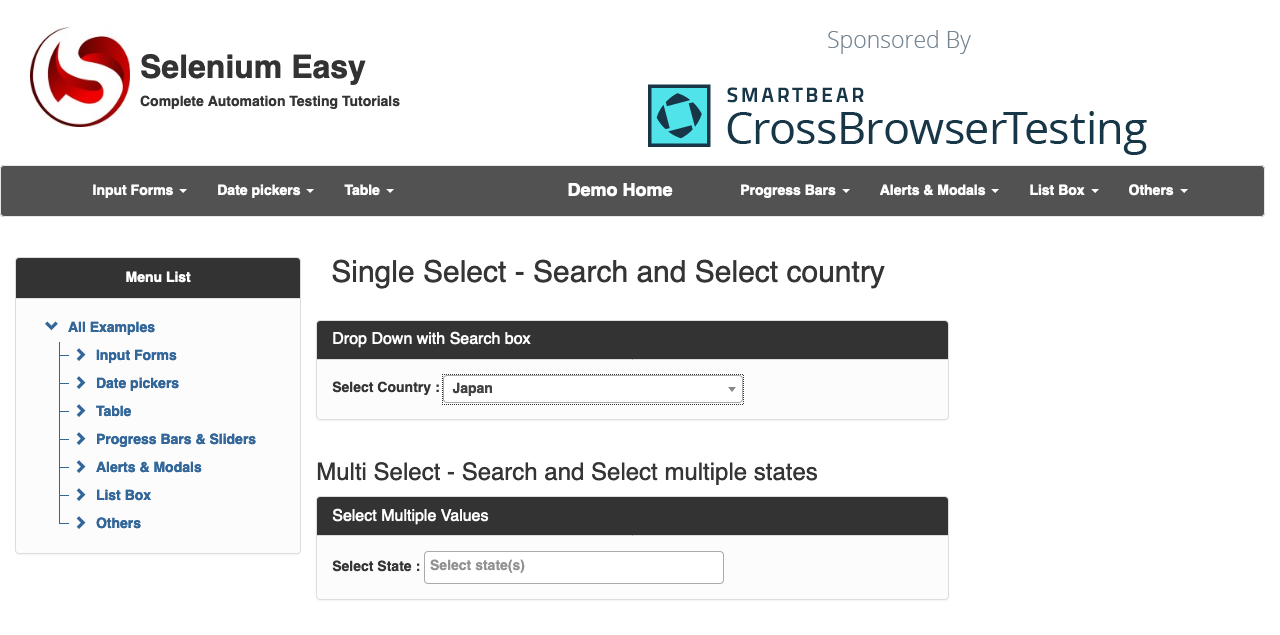 Selenium Easy
Complete Automation Testing Tutorials
Sponsored By
SMARTBEAR
CrossBrowserTesting
Input Forms Date pickers Table Demo Home Progress Bars Alerts & Modals List Box Others
Menu List
All Examples
Input Forms
Date pickers
Table
Progress Bars & Sliders
Alerts & Modals
List Box
Others
Single Select - Search and Select country
Drop Down with Search box
Select Country : Japan
Multi Select - Search and Select multiple states
Select Multiple Values
Select State : Select state(s)